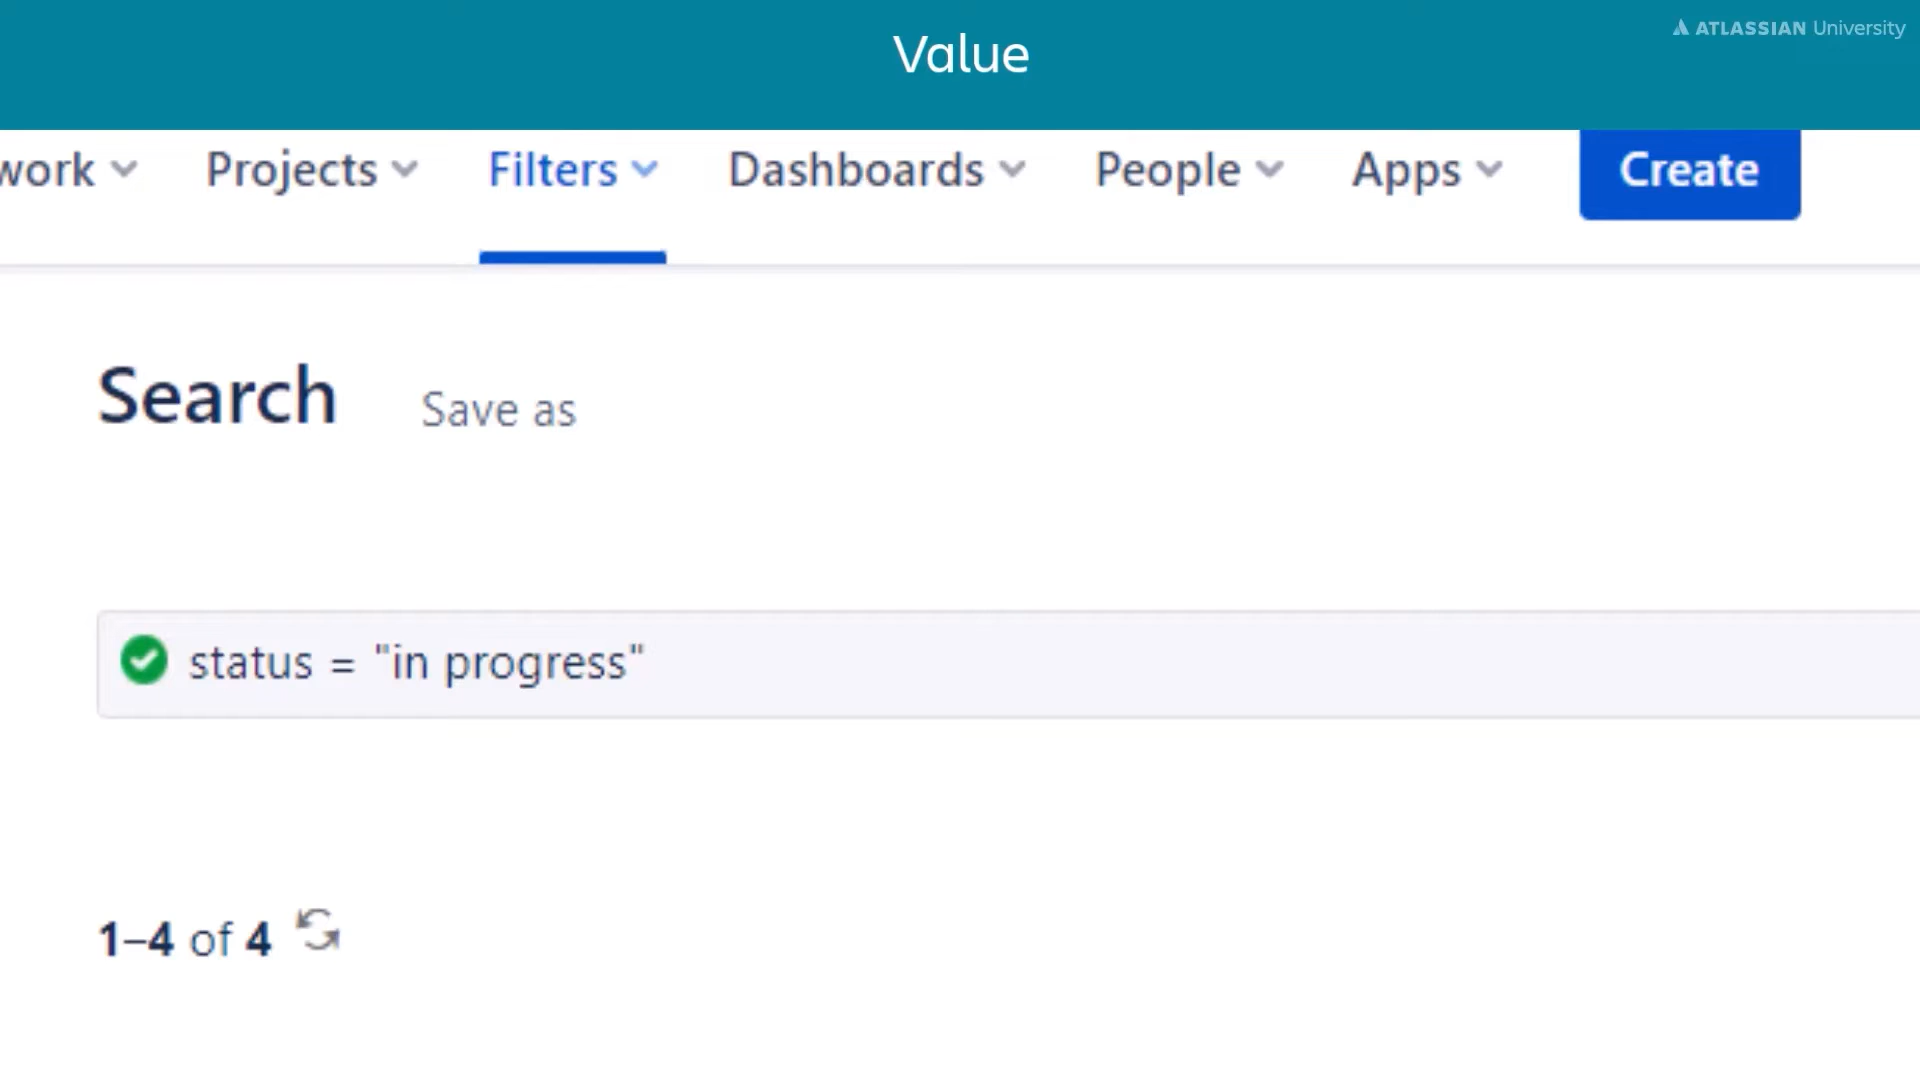 Value
ATLASSIAN University
work Projects Filters Dashboards People Apps Create
Search Save as
status = "in progress"
1–4 of 4